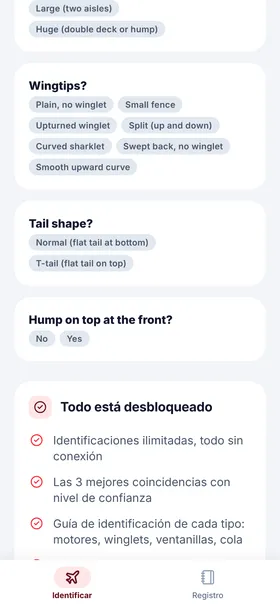 Large (two aisles)
Huge (double deck or hump)
Wingtips?
Plain, no winglet Small fence
Upturned winglet Split (up and down)
Curved sharklet Swept back, no winglet
Smooth upward curve
Tail shape?
Normal (flat tail at bottom)
T-tail (flat tail on top)
Hump on top at the front?
No Yes
Todo está desbloqueado
Identificaciones ilimitadas, todo sin
conexión
Las 3 mejores coincidencias con
nivel de confianza
Guía de identificación de cada tipo:
motores, winglets, ventanillas, cola
Identificar Registro